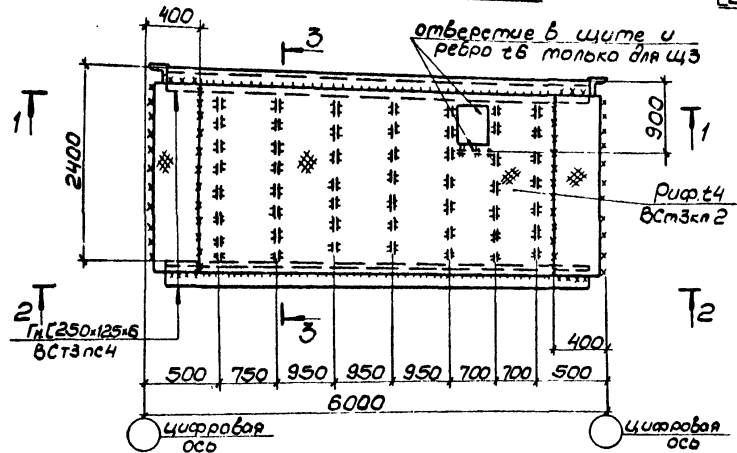 400
3
отверстие в щите и
ребро t6 только для Щ3
1
1
2400
900
Риф. t4
ВСт3кп2
2
2
Гн.[250×125×6
ВСт3пс4
3
400
500 750 950 950 950 700 700 500
6000
цифровая
ось
цифровая
ось